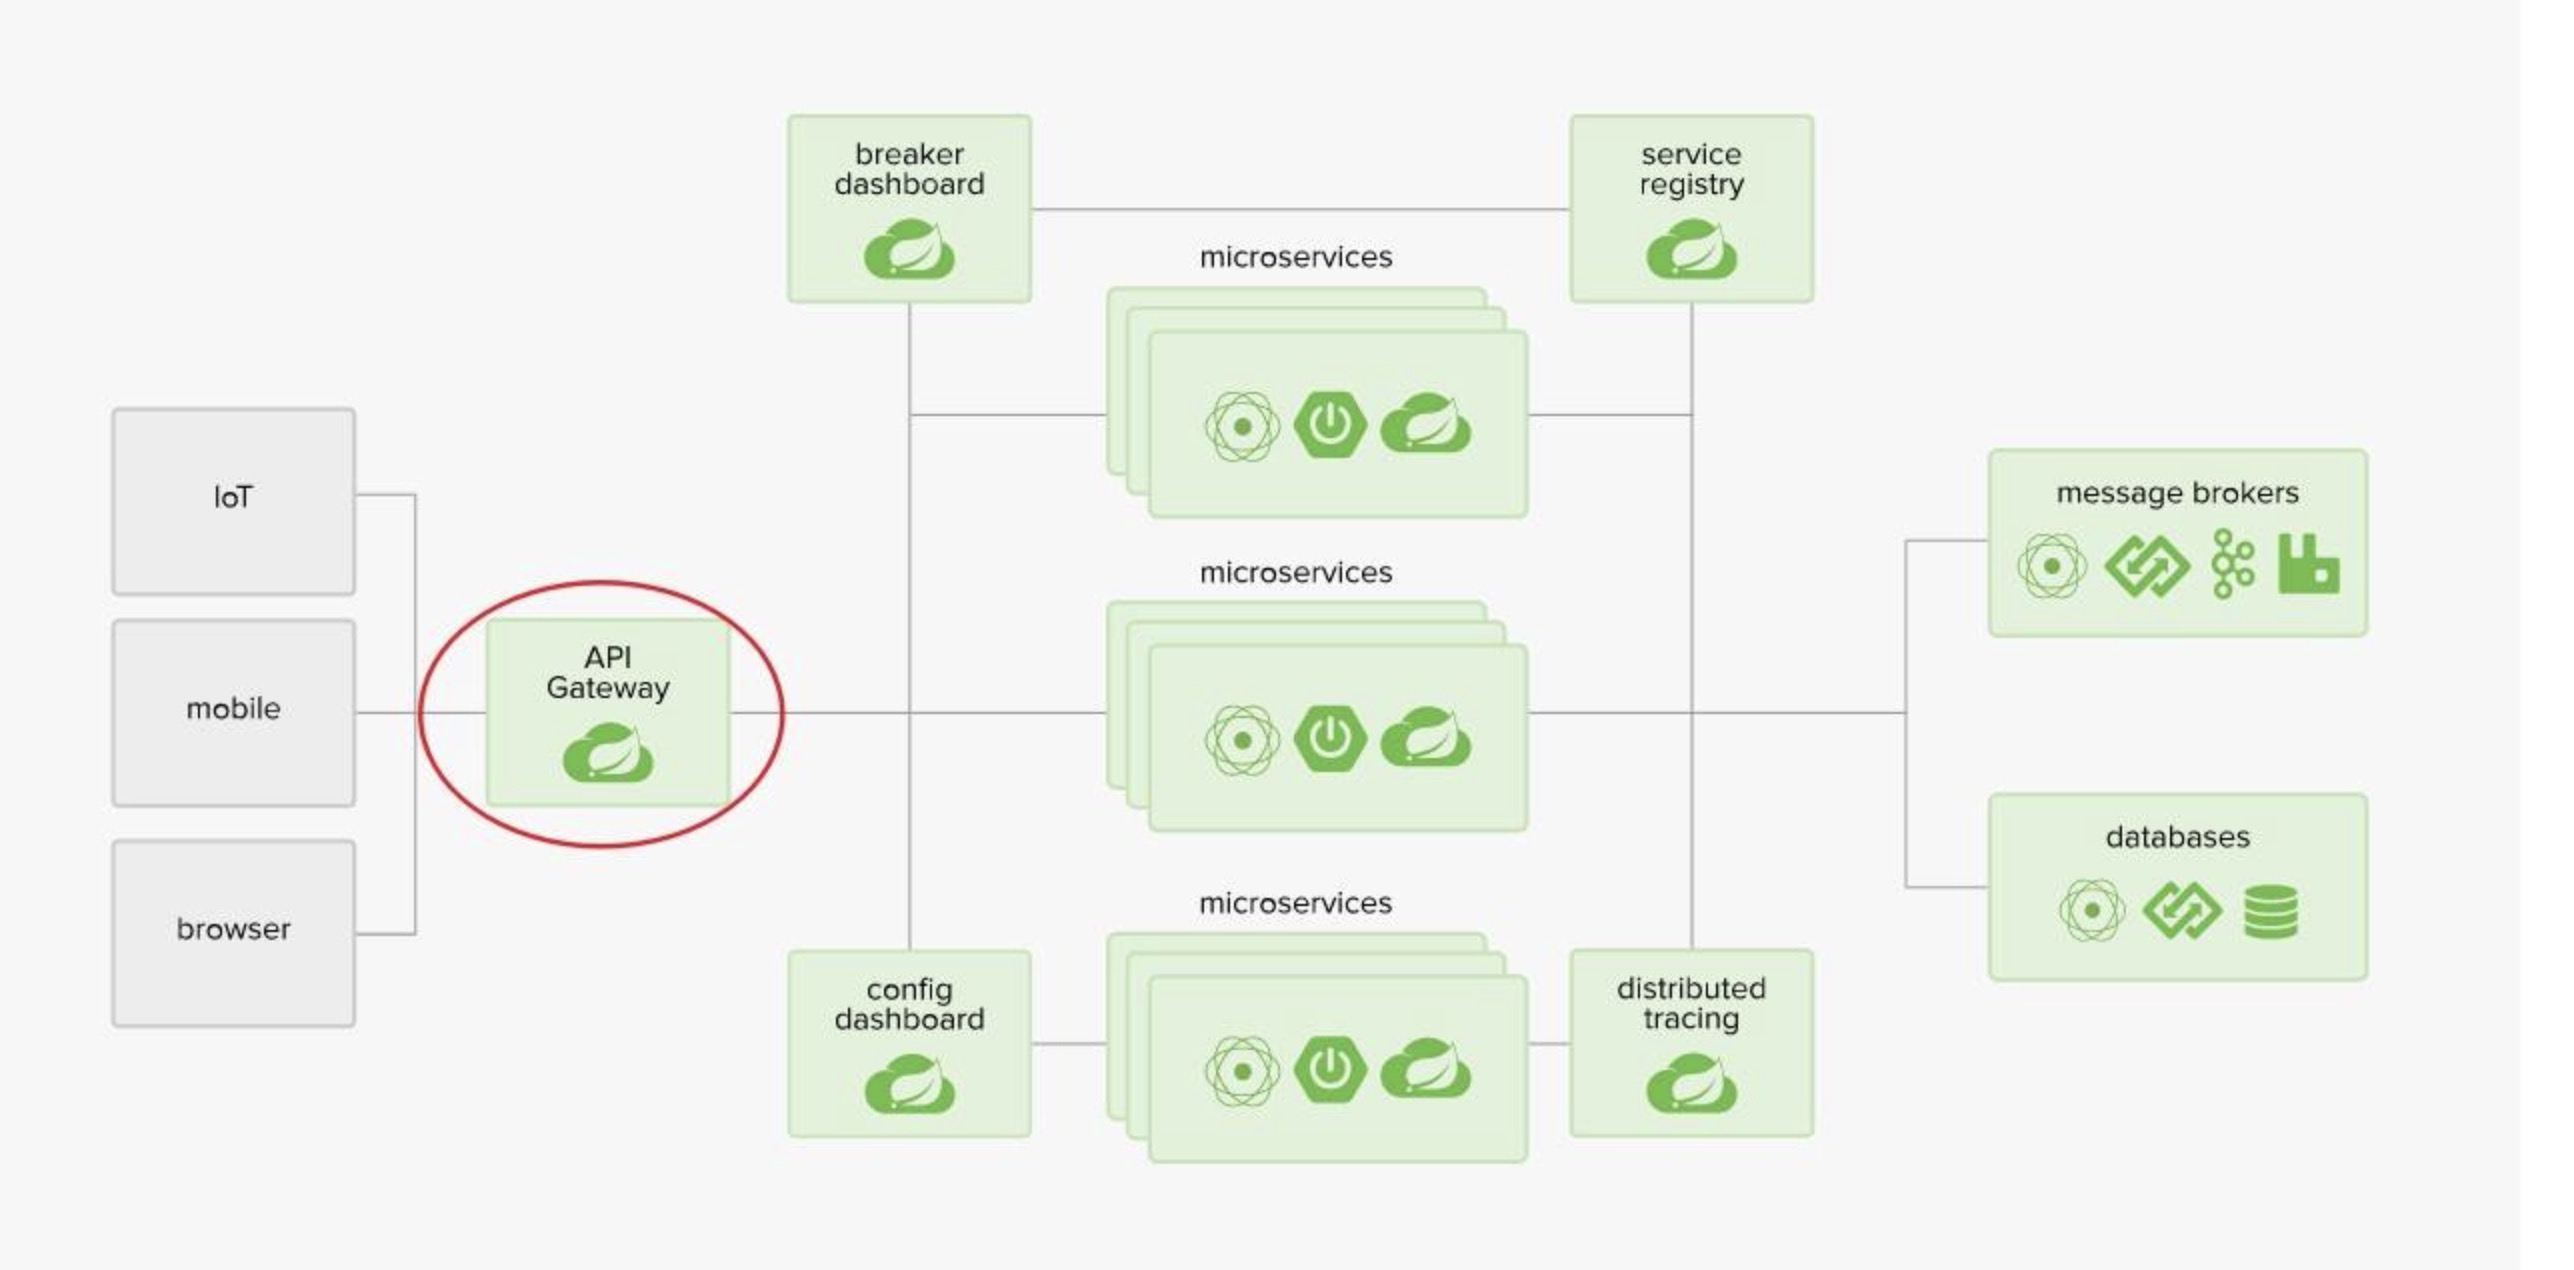 breaker
dashboard
service
registry
microservices
IoT
message brokers
microservices
API
Gateway
mobile
databases
microservices
browser
config
dashboard
distributed
tracing